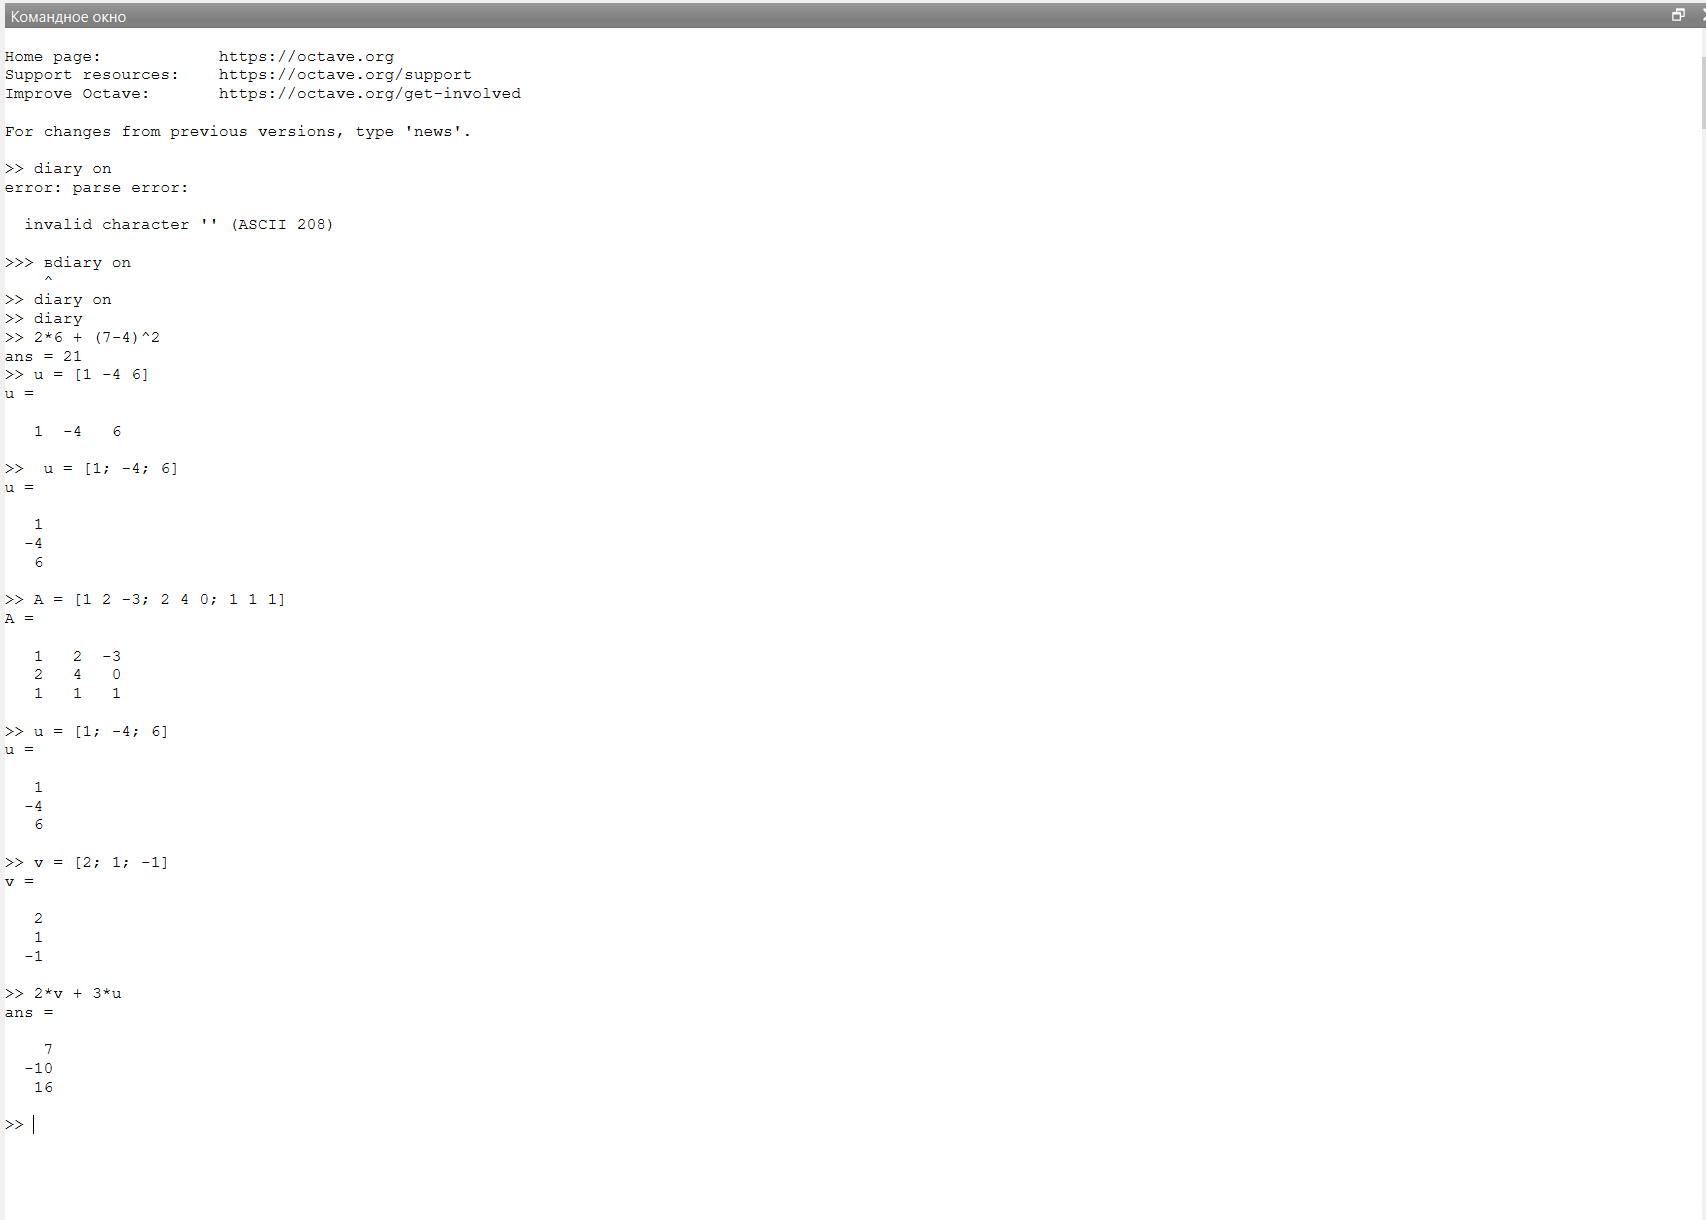 Командное окно
Home page:            https://octave.org
Support resources:    https://octave.org/support
Improve Octave:       https://octave.org/get-involved
For changes from previous versions, type 'news'.
>> diary on
error: parse error:
  invalid character '' (ASCII 208)
>>> вdiary on
    ^
>> diary on
>> diary
>> 2*6 + (7-4)^2
ans = 21
>> u = [1 -4 6]
u =
   1  -4   6
>>  u = [1; -4; 6]
u =
   1
  -4
   6
>> A = [1 2 -3; 2 4 0; 1 1 1]
A =
   1   2  -3
   2   4   0
   1   1   1
>> u = [1; -4; 6]
u =
   1
  -4
   6
>> v = [2; 1; -1]
v =
   2
   1
  -1
>> 2*v + 3*u
ans =
    7
  -10
   16
>>